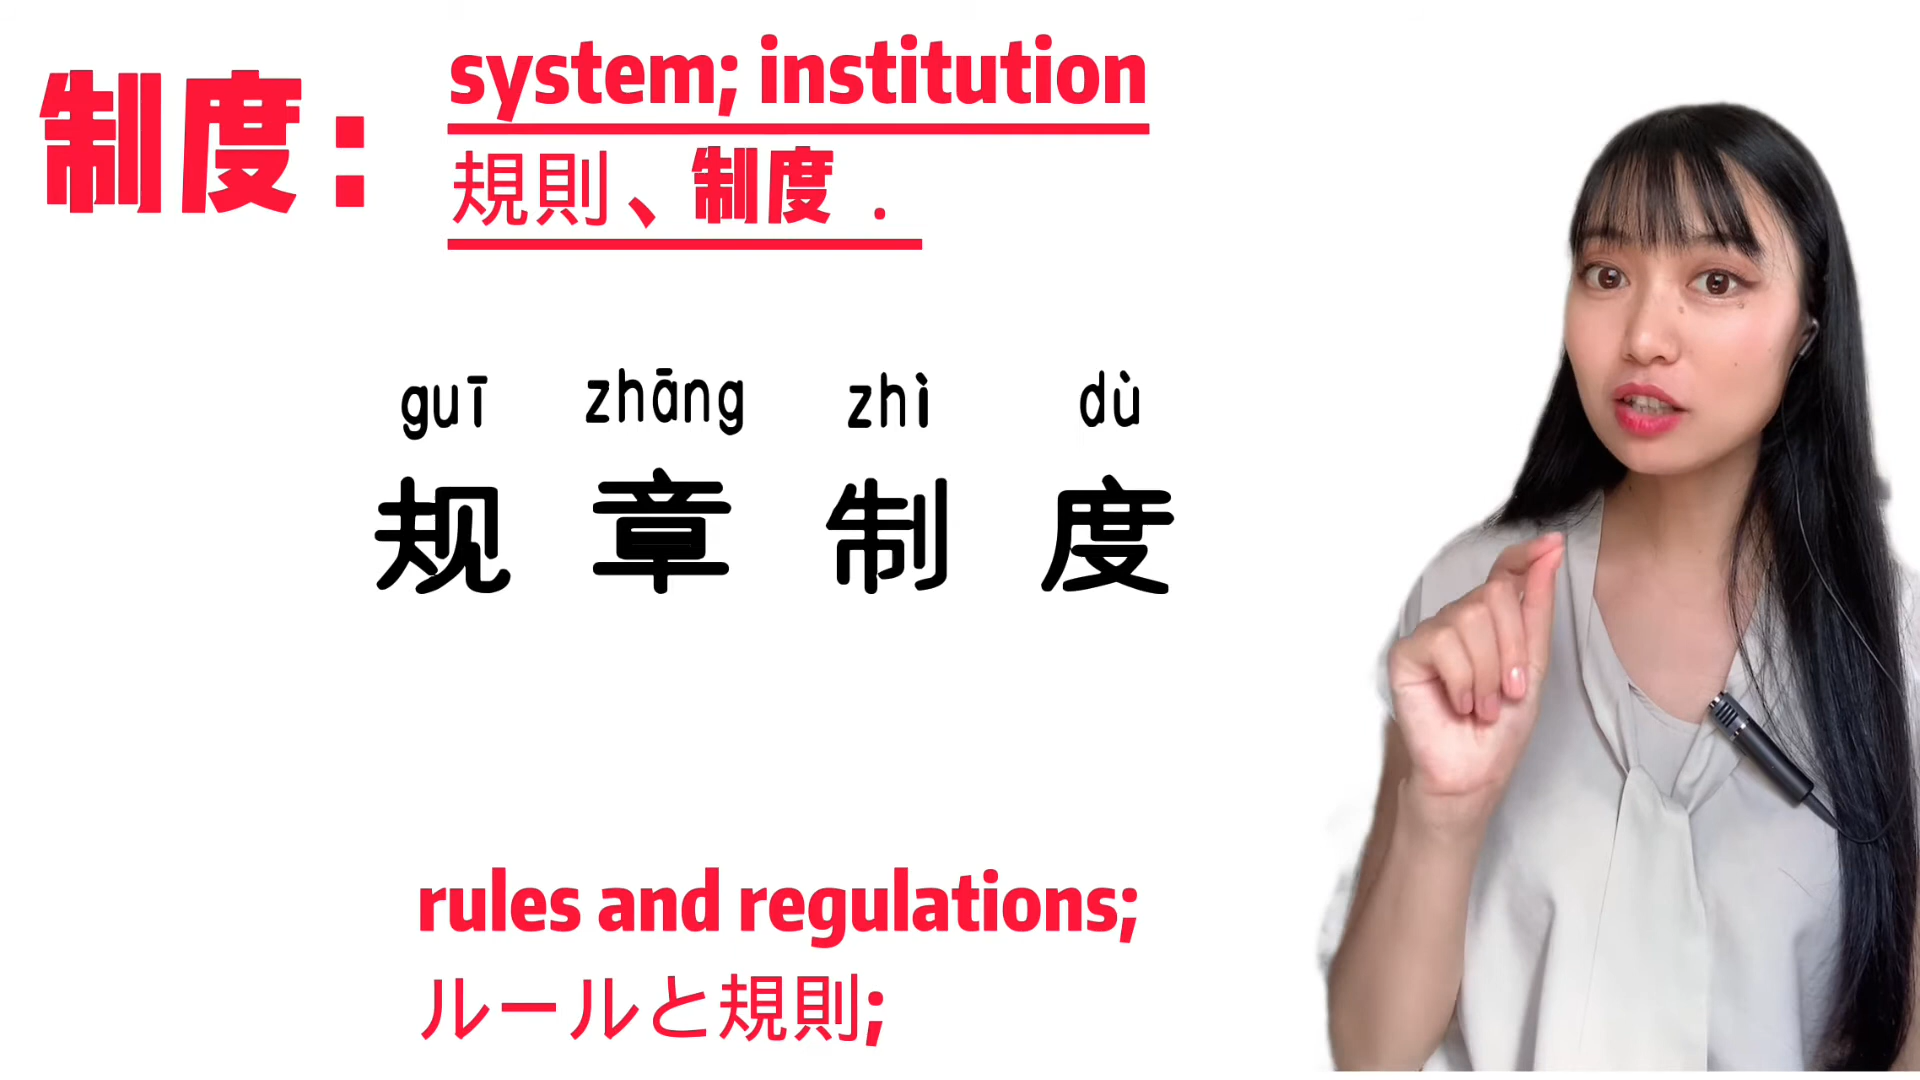 制度：
system; institution
規則、制度.
guī zhāng zhì dù
规章制度
rules and regulations;
ルールと規則;